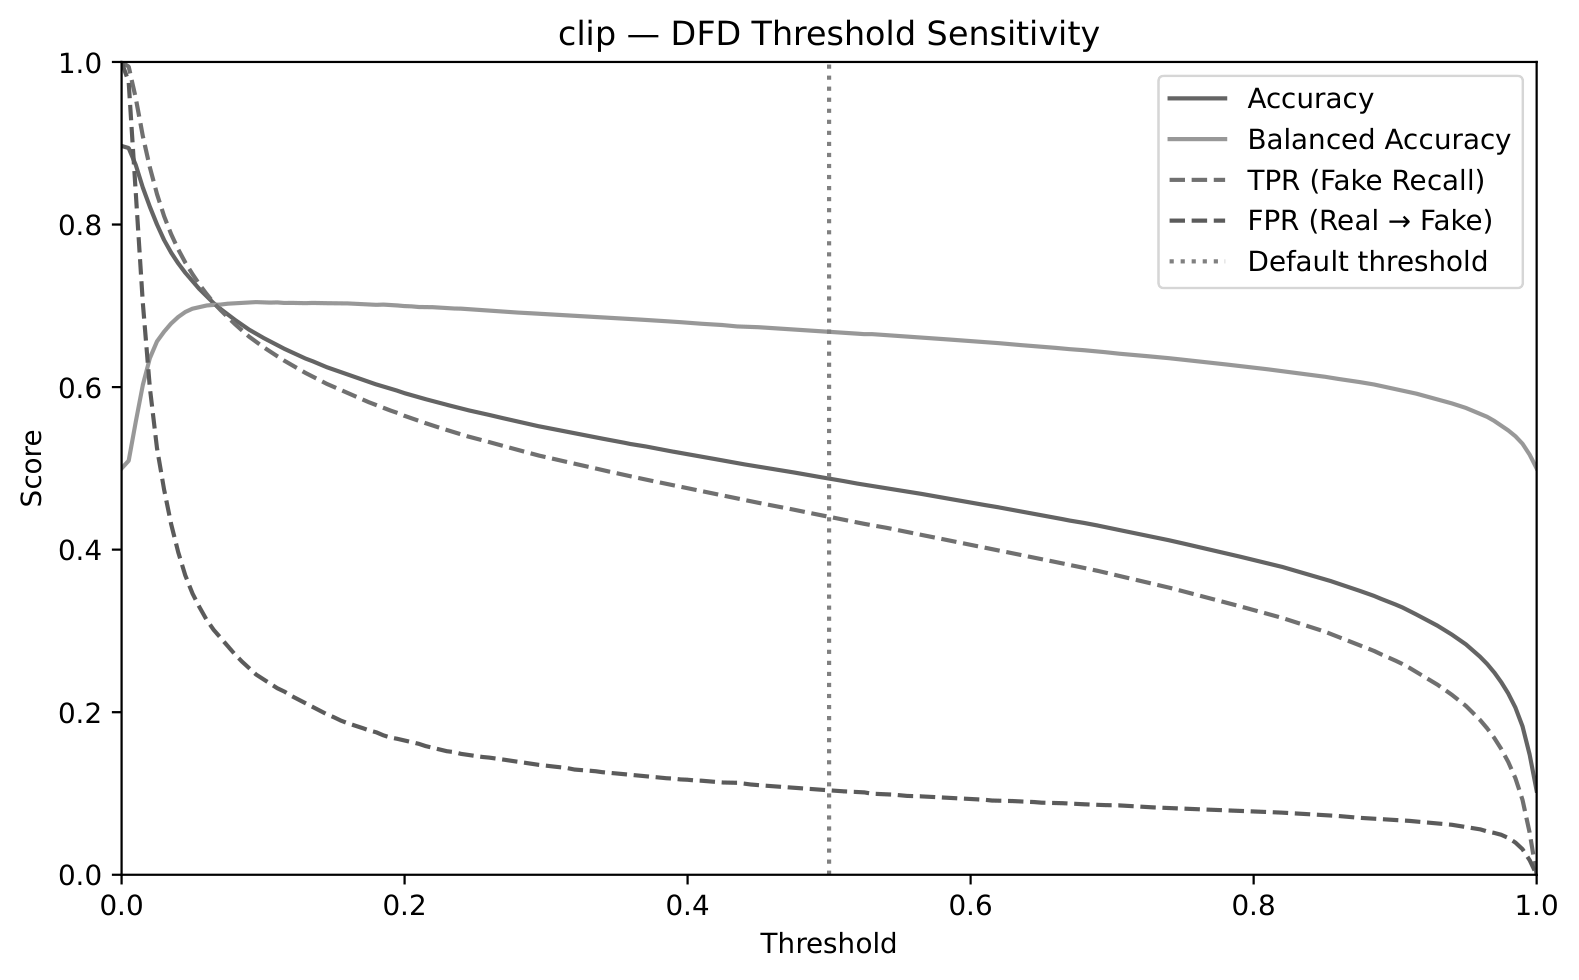 clip — DFD Threshold Sensitivity
1.0
0.8
0.6
0.4
0.2
0.0
Score
Accuracy
Balanced Accuracy
TPR (Fake Recall)
FPR (Real → Fake)
Default threshold
0.0 0.2 0.4 0.6 0.8 1.0
Threshold